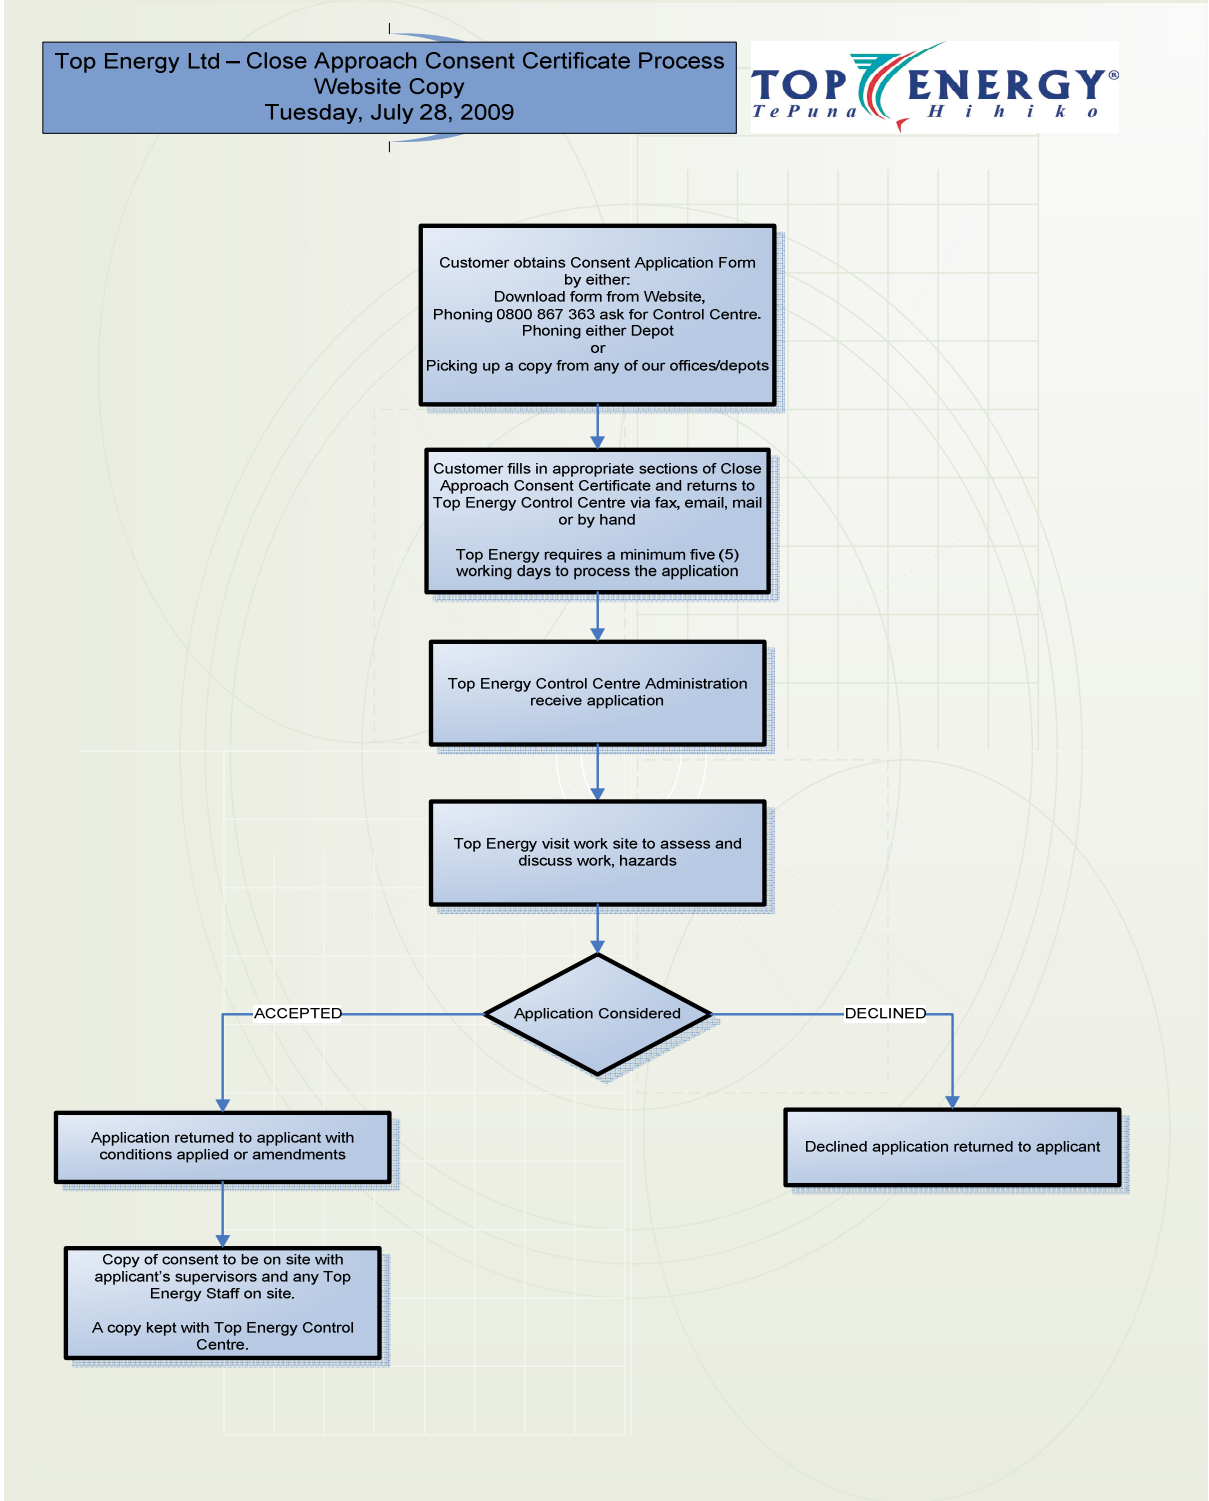 Top Energy Ltd – Close Approach Consent Certificate Process
Website Copy
Tuesday, July 28, 2009
TOP ENERGY®
TePuna Hihiko
Customer obtains Consent Application Form
by either:
Download form from Website,
Phoning 0800 867 363 ask for Control Centre.
Phoning either Depot
or
Picking up a copy from any of our offices/depots
Customer fills in appropriate sections of Close
Approach Consent Certificate and returns to
Top Energy Control Centre via fax, email, mail
or by hand
Top Energy requires a minimum five (5)
working days to process the application
Top Energy Control Centre Administration
receive application
Top Energy visit work site to assess and
discuss work, hazards
Application Considered
ACCEPTED
DECLINED
Application returned to applicant with
conditions applied or amendments
Declined application returned to applicant
Copy of consent to be on site with
applicant’s supervisors and any Top
Energy Staff on site.
A copy kept with Top Energy Control
Centre.